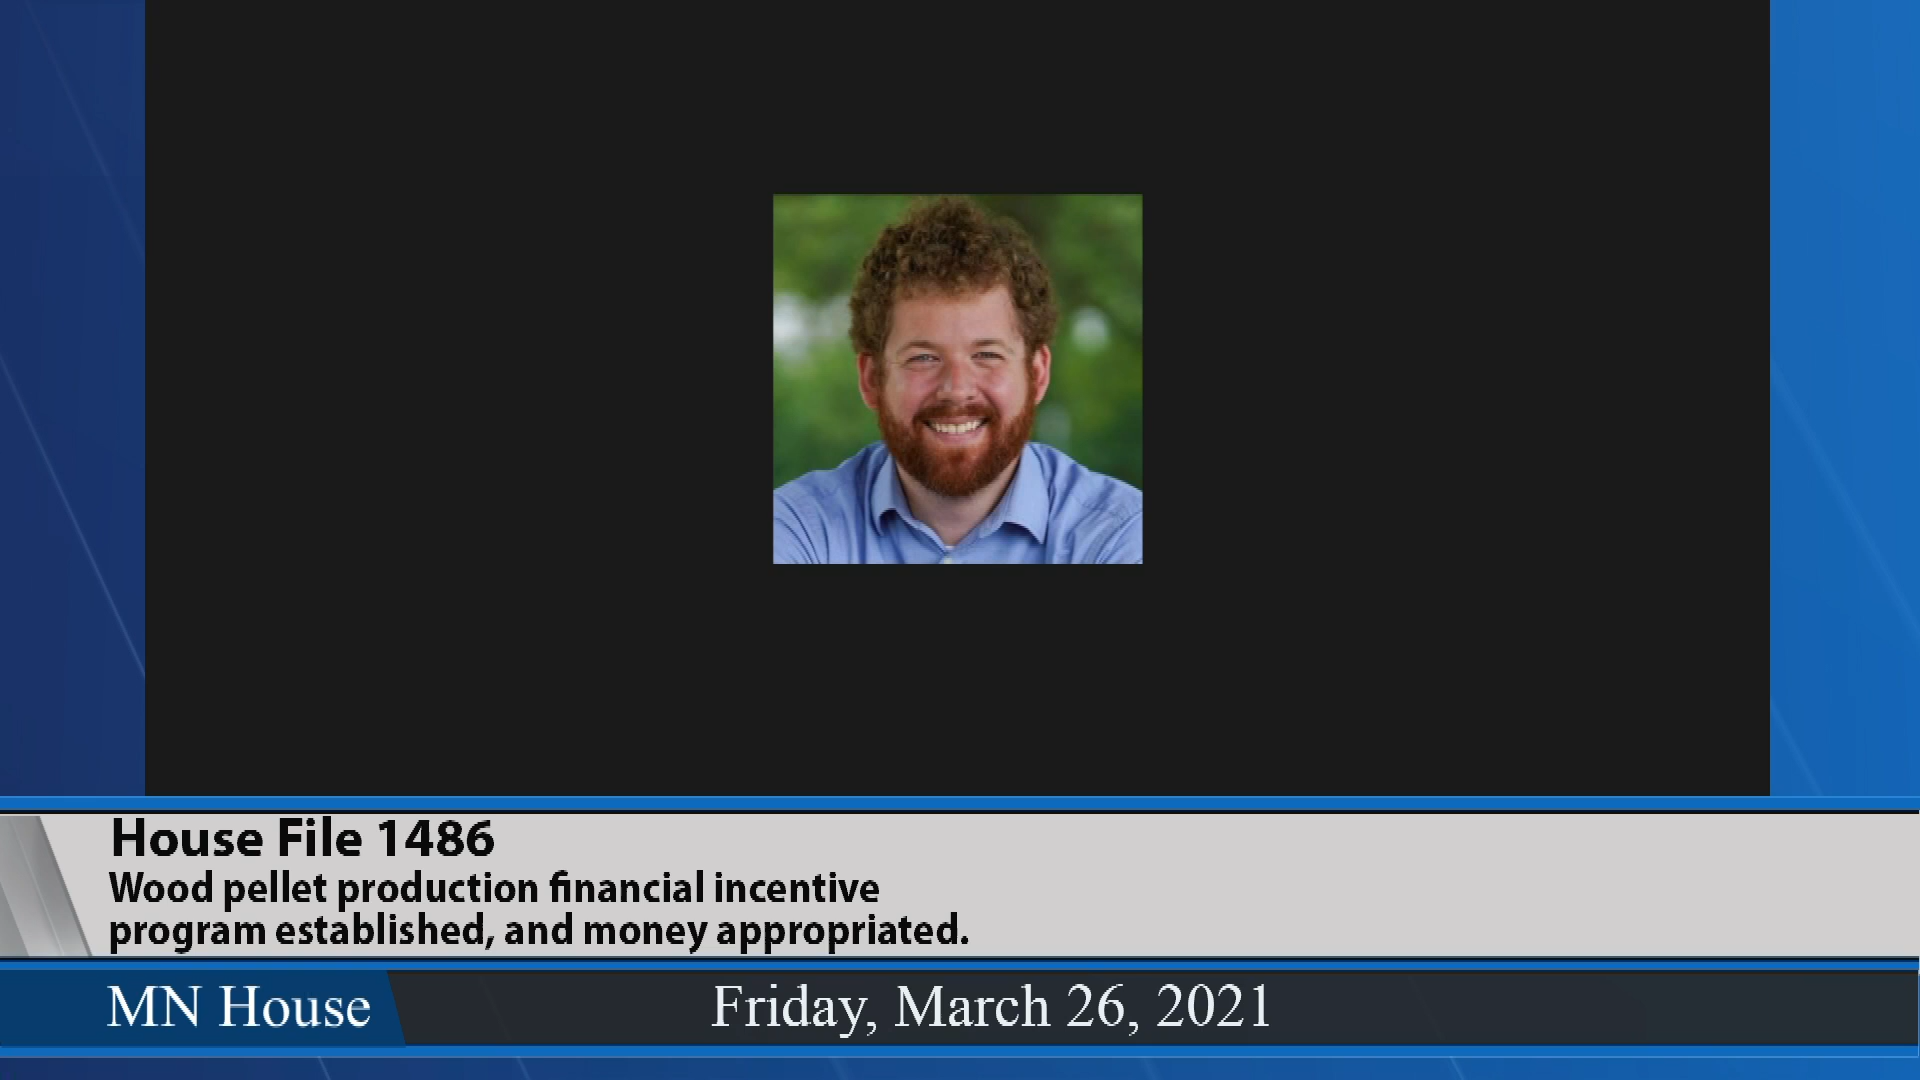 House File 1486
Wood pellet production financial incentive
program established, and money appropriated.
MN House
Friday, March 26, 2021